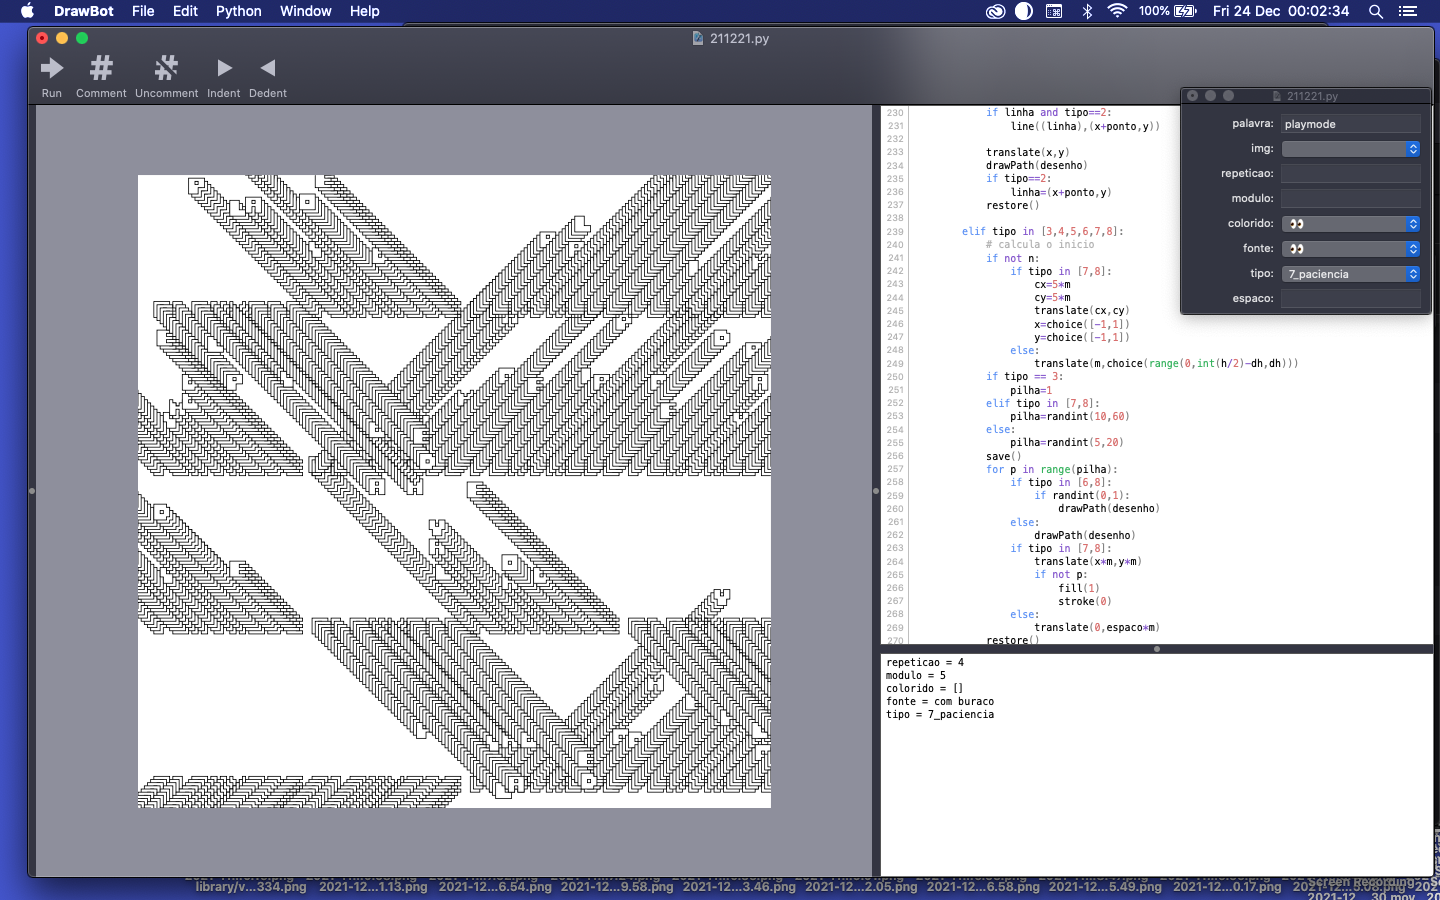 DrawBot File Edit Python Window Help
100% Fri 24 Dec 00:02:34
211221.py
Run Comment Uncomment Indent Dedent
230 if linha and tipo==2:
231 line((linha),(x+ponto,y))
232
233 translate(x,y)
234 drawPath(desenho)
235 if tipo==2:
236 linha=(x+ponto,y)
237 restore()
238
239 elif tipo in [3,4,5,6,7,8]:
240 # calcula o inicio
241 if not n:
242 if tipo in [7,8]:
243 cx=5*m
244 cy=5*m
245 translate(cx,cy)
246 x=choice([-1,1])
247 y=choice([-1,1])
248 else:
249 translate(m,choice(range(0,int(h/2)-dh,dh)))
250 if tipo == 3:
251 pilha=1
252 elif tipo in [7,8]:
253 pilha=randint(10,60)
254 else:
255 pilha=randint(5,20)
256 save()
257 for p in range(pilha):
258 if tipo in [6,8]:
259 if randint(0,1):
260 drawPath(desenho)
261 else:
262 drawPath(desenho)
263 if tipo in [7,8]:
264 translate(x*m,y*m)
265 if not p:
266 fill(1)
267 stroke(0)
268 else:
269 translate(0,espaco*m)
270 restore()
211221.py
palavra: playmode
img:
repeticao:
modulo:
colorido: 👀
fonte: 👀
tipo: 7_paciencia
espaco:
repeticao = 4
modulo = 5
colorido = []
fonte = com buraco
tipo = 7_paciencia
library/v...334.png 2021-12...1.13.png 2021-12...6.54.png 2021-12...9.58.png 2021-12...3.46.png 2021-12...2.05.png 2021-12...6.58.png 2021-12...5.49.png 2021-12...0.17.png